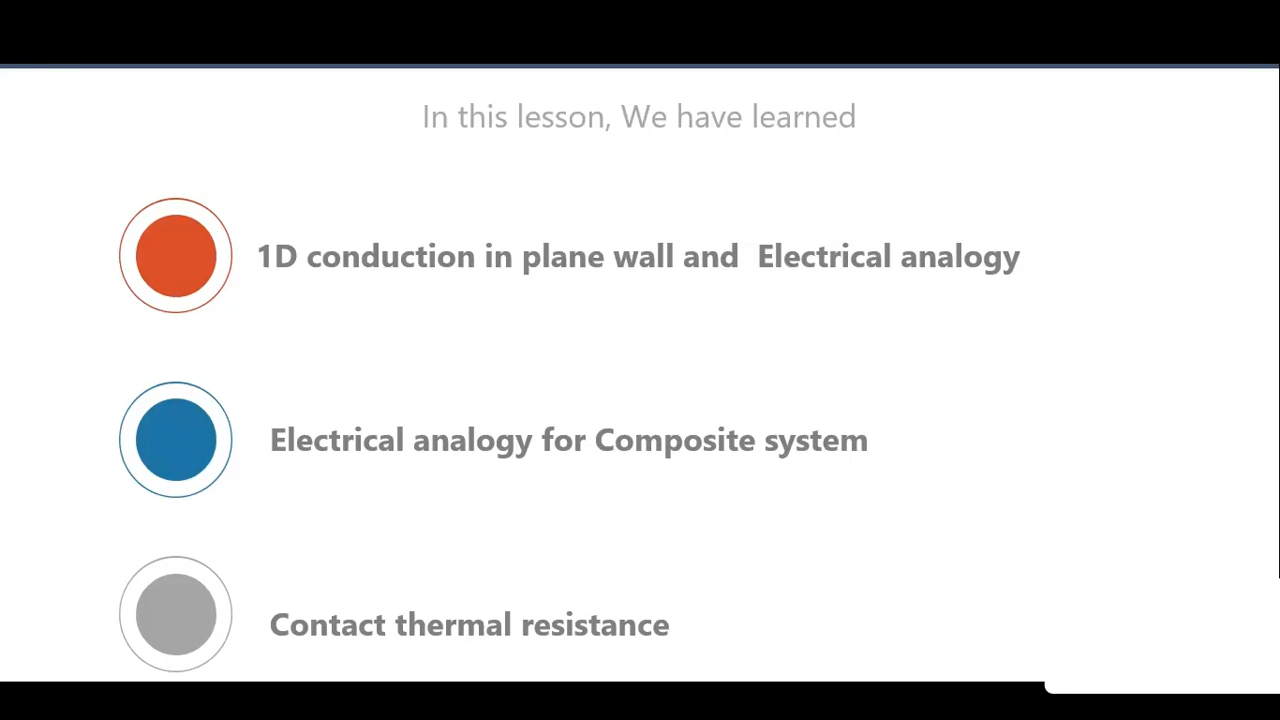 In this lesson, We have learned
1D conduction in plane wall and  Electrical analogy
Electrical analogy for Composite system
Contact thermal resistance